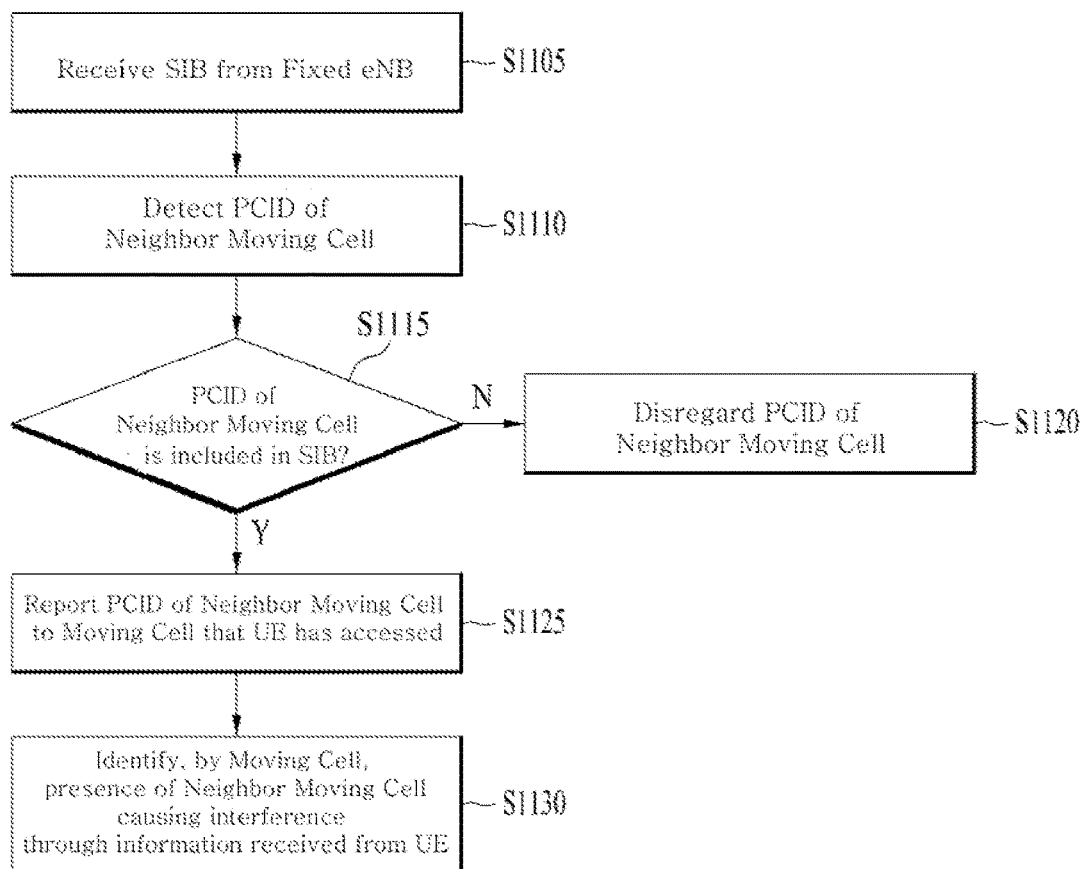 Receive SIB from Fixed eNB
S1105
Detect PCID of
Neighbor Moving Cell
S1110
S1115
PCID of
Neighbor Moving Cell
is included in SIB?
N
Disregard PCID of
Neighbor Moving Cell
S1120
Y
Report PCID of Neighbor Moving Cell
to Moving Cell that UE has accessed
S1125
Identify, by Moving Cell,
presence of Neighbor Moving Cell
causing interference
through information received from UE
S1130